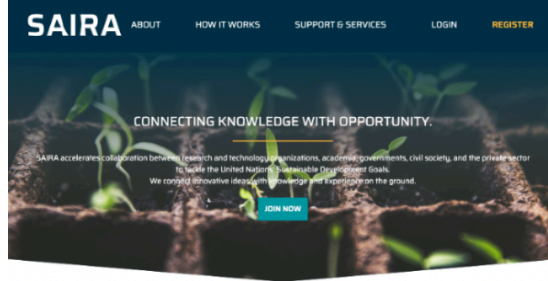 SAIRA
ABOUT
HOW IT WORKS
SUPPORT & SERVICES
LOGIN
REGISTER
CONNECTING KNOWLEDGE WITH OPPORTUNITY.
SAIRA accelerates collaboration between research and technology organizations, academia, governments, civil society, and the private sector
to tackle the United Nations Sustainable Development Goals.
We connect innovative ideas with knowledge and experience on the ground.
JOIN NOW